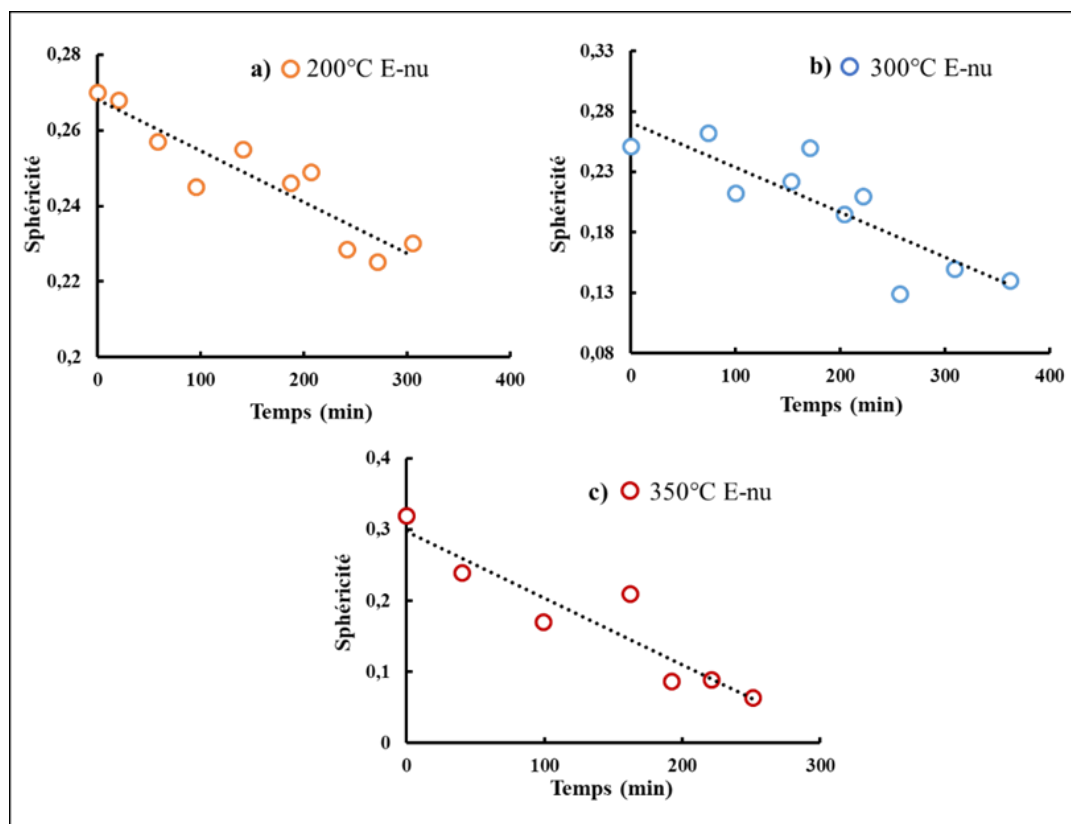 a) 200°C E-nu
0,28
0,26
0,24
0,22
0,2
Sphéricité
0 100 200 300 400
Temps (min)
b) 300°C E-nu
0,33
0,28
0,23
0,18
0,13
0,08
Sphéricité
0 100 200 300 400
Temps (min)
c) 350°C E-nu
0,4
0,3
0,2
0,1
0
Sphéricité
0 100 200 300
Temps (min)